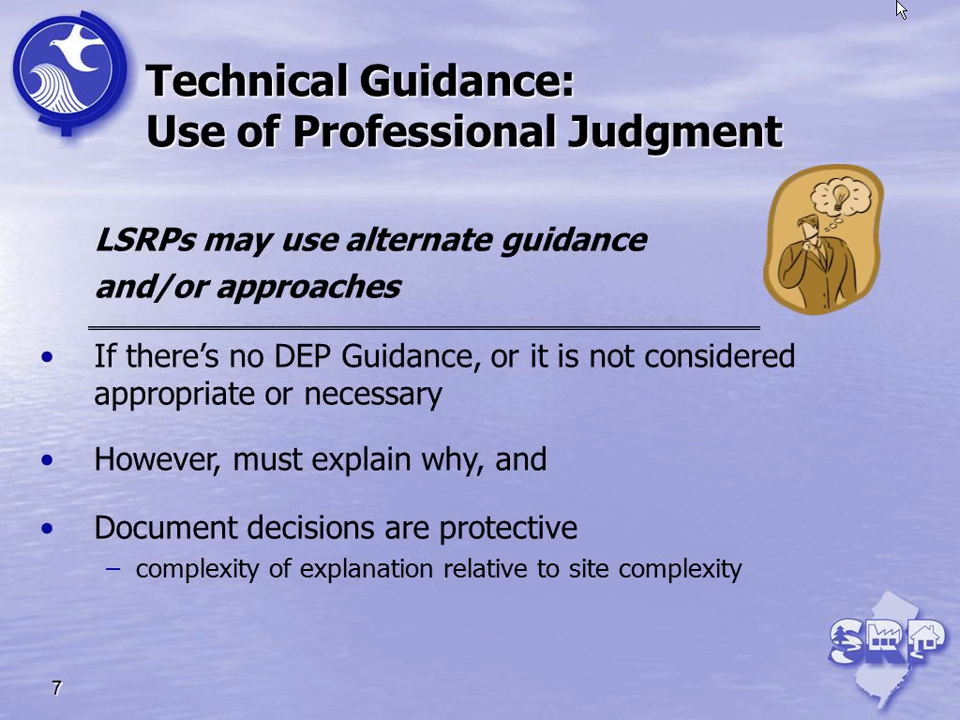 Technical Guidance:
Use of Professional Judgment
LSRPs may use alternate guidance
and/or approaches
• If there’s no DEP Guidance, or it is not considered
appropriate or necessary
• However, must explain why, and
• Document decisions are protective
– complexity of explanation relative to site complexity
SRP
7